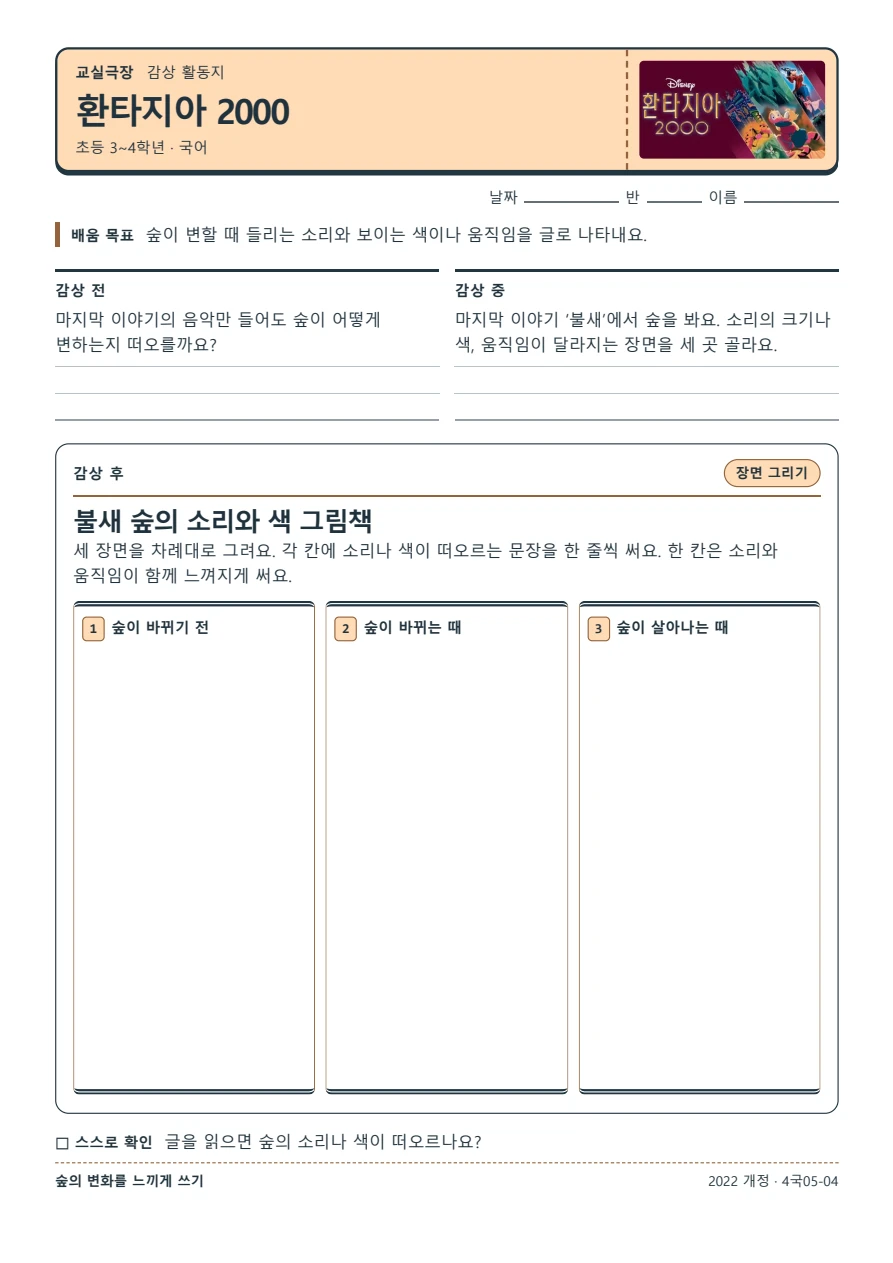 교실극장 감상 활동지
환타지아 2000
초등 3~4학년 · 국어
Disney
환타지아
2000
날짜 반 이름
배움 목표 숲이 변할 때 들리는 소리와 보이는 색이나 움직임을 글로 나타내요.
감상 전
마지막 이야기의 음악만 들어도 숲이 어떻게
변하는지 떠오를까요?
감상 중
마지막 이야기 ‘불새’에서 숲을 봐요. 소리의 크기나
색, 움직임이 달라지는 장면을 세 곳 골라요.
감상 후
장면 그리기
불새 숲의 소리와 색 그림책
세 장면을 차례대로 그려요. 각 칸에 소리나 색이 떠오르는 문장을 한 줄씩 써요. 한 칸은 소리와
움직임이 함께 느껴지게 써요.
1 숲이 바뀌기 전
2 숲이 바뀌는 때
3 숲이 살아나는 때
□ 스스로 확인 글을 읽으면 숲의 소리나 색이 떠오르나요?
숲의 변화를 느끼게 쓰기
2022 개정 · 4국05-04